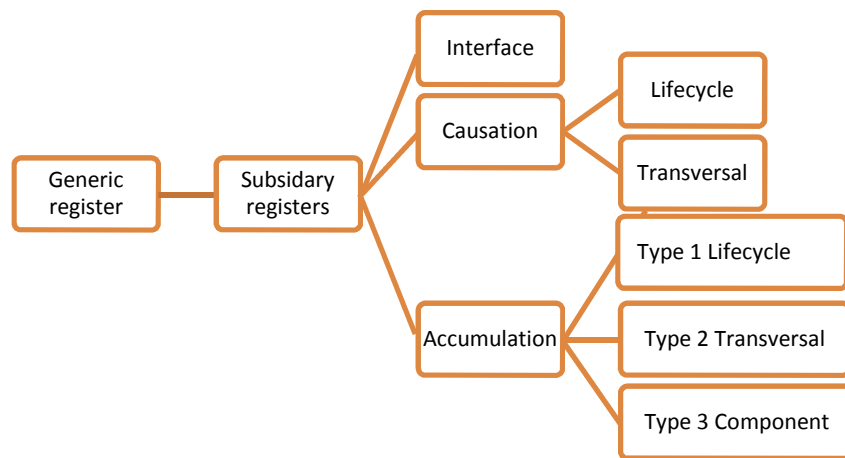 Generic
register
Subsidary
registers
Interface
Causation
Accumulation
Lifecycle
Transversal
Type 1 Lifecycle
Type 2 Transversal
Type 3 Component